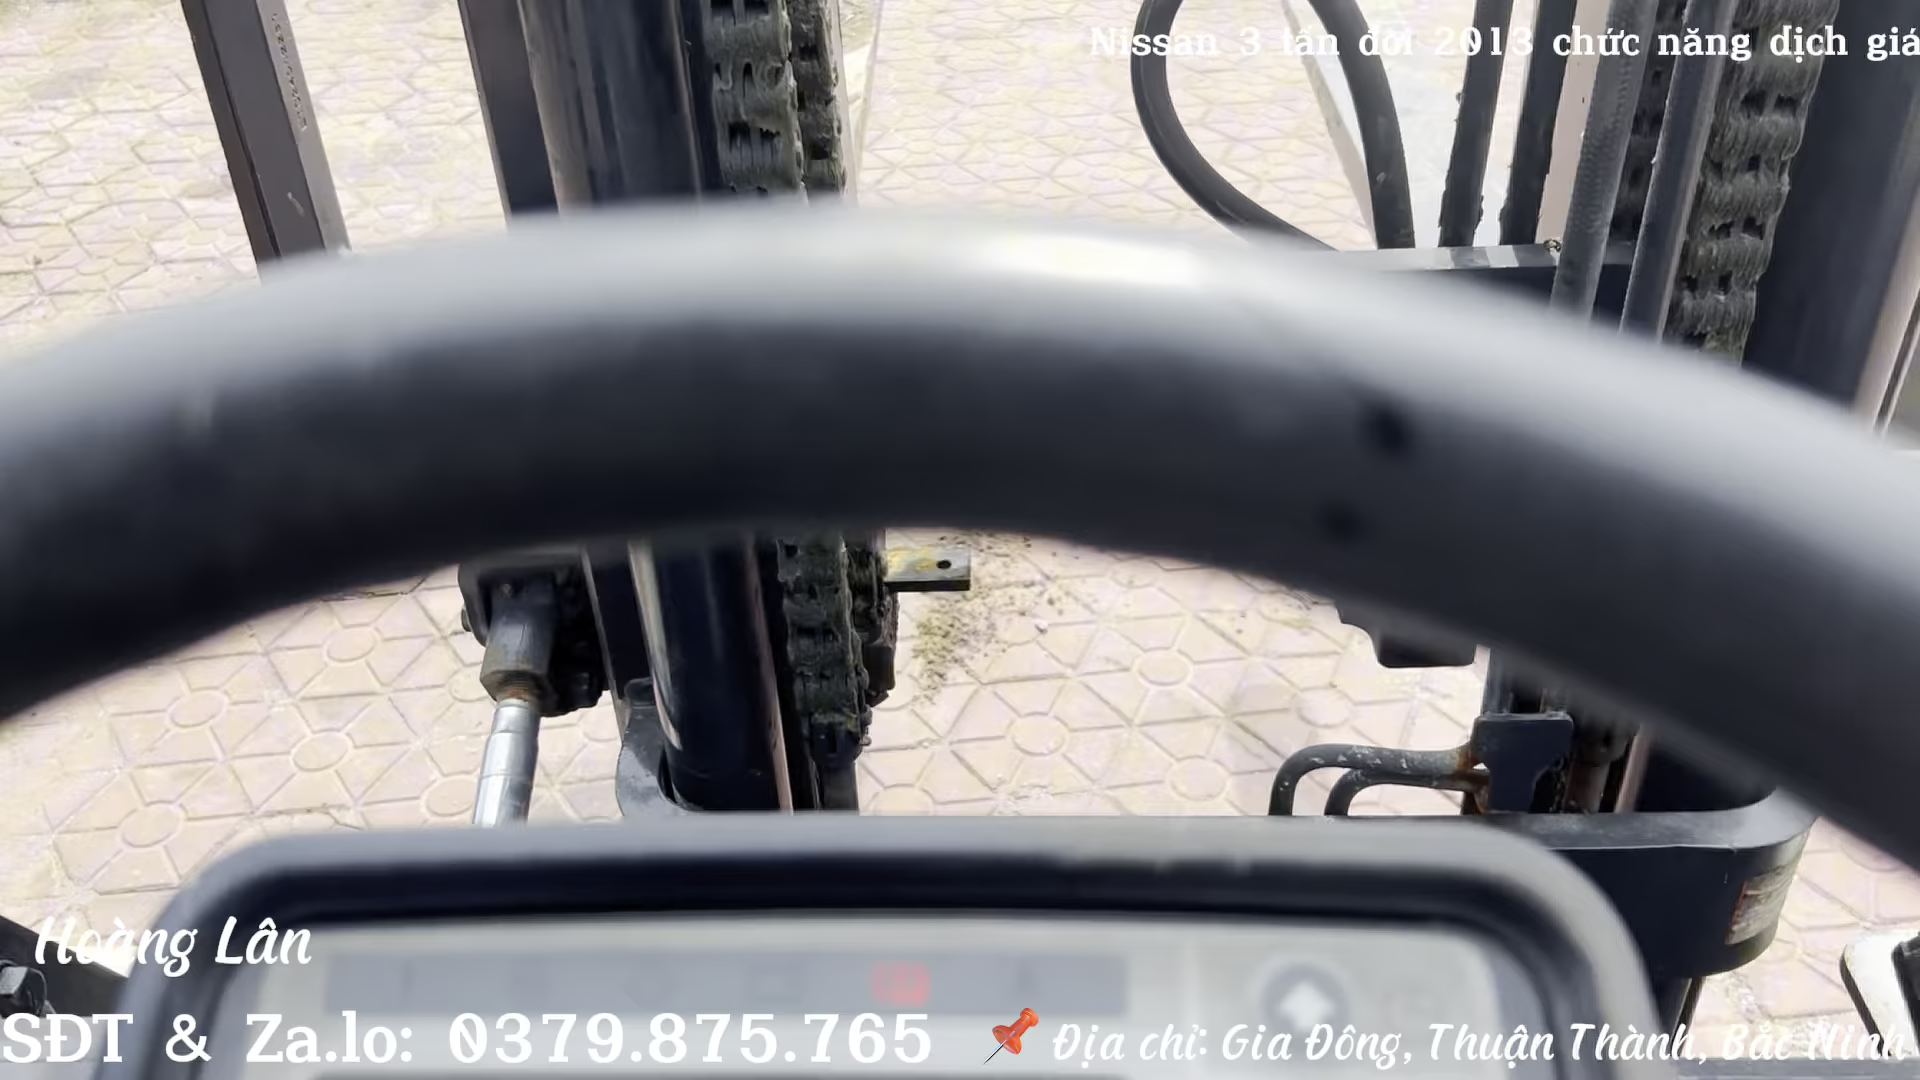 Nissan 3 tấn đời 2013 chức năng dịch giá
Hoàng Lân
SĐT & Za.lo: 0379.875.765
Địa chỉ: Gia Đông, Thuận Thành, Bắc Ninh